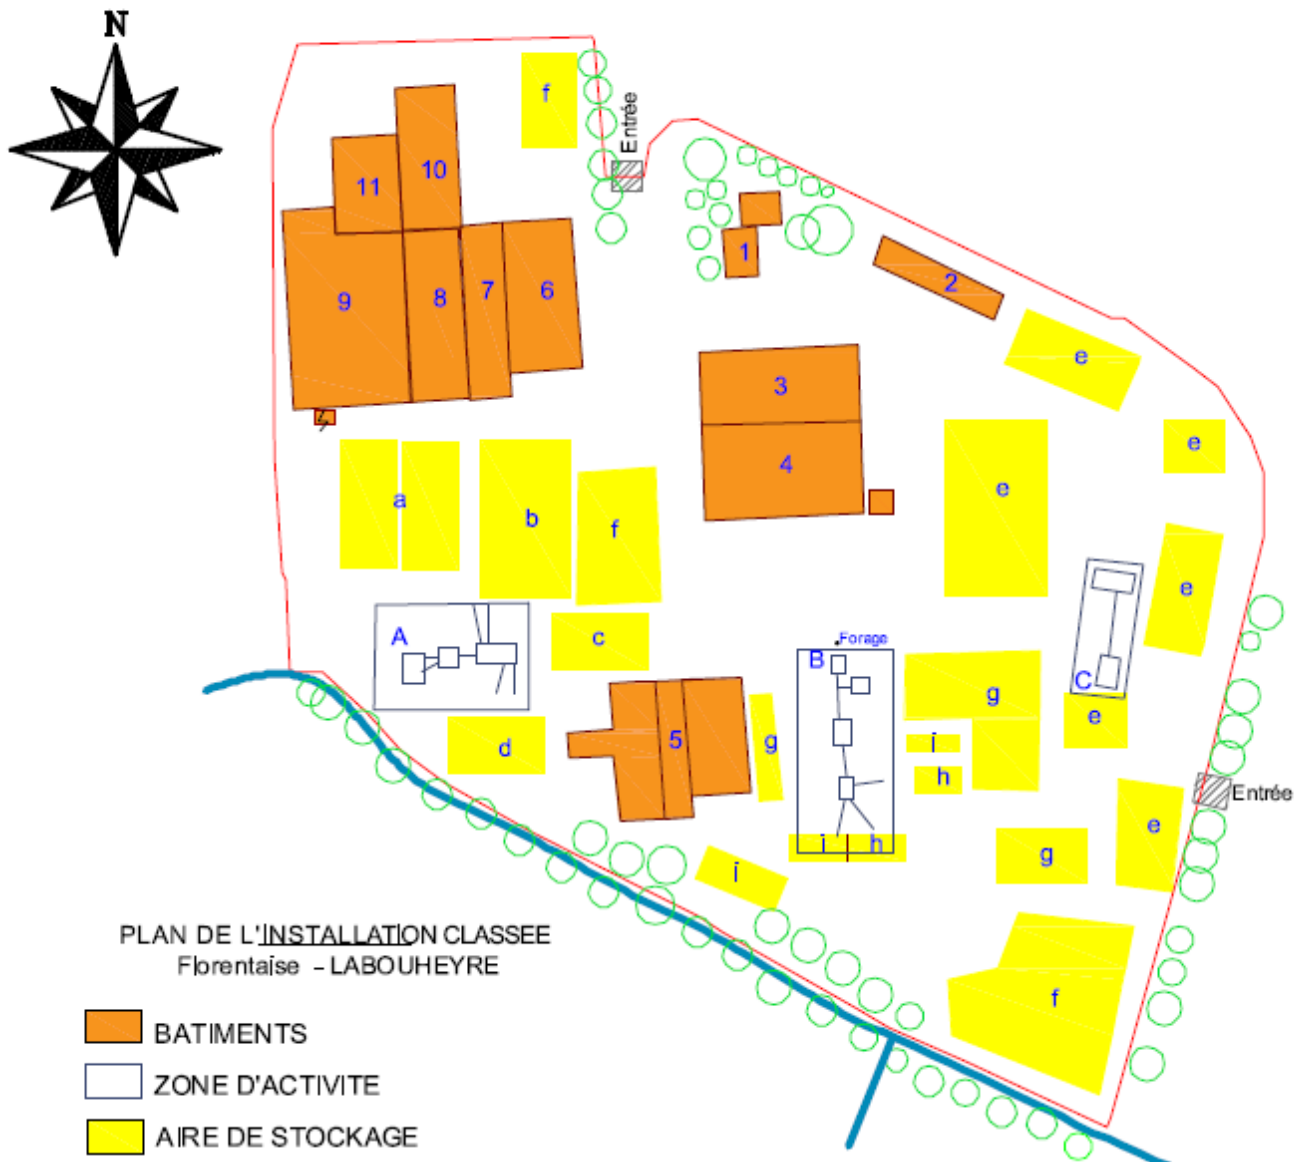 N
f
Entrée
10
11
1
2
9
8
7
6
e
3
4
e
e
a
b
f
e
A
c
Forage
B
C
g
e
d
5
g
i
h
e
i
h
g
i
f
Entrée
PLAN DE L'INSTALLATION CLASSEE
Florentaise - LABOUHEYRE
BATIMENTS
ZONE D'ACTIVITE
AIRE DE STOCKAGE